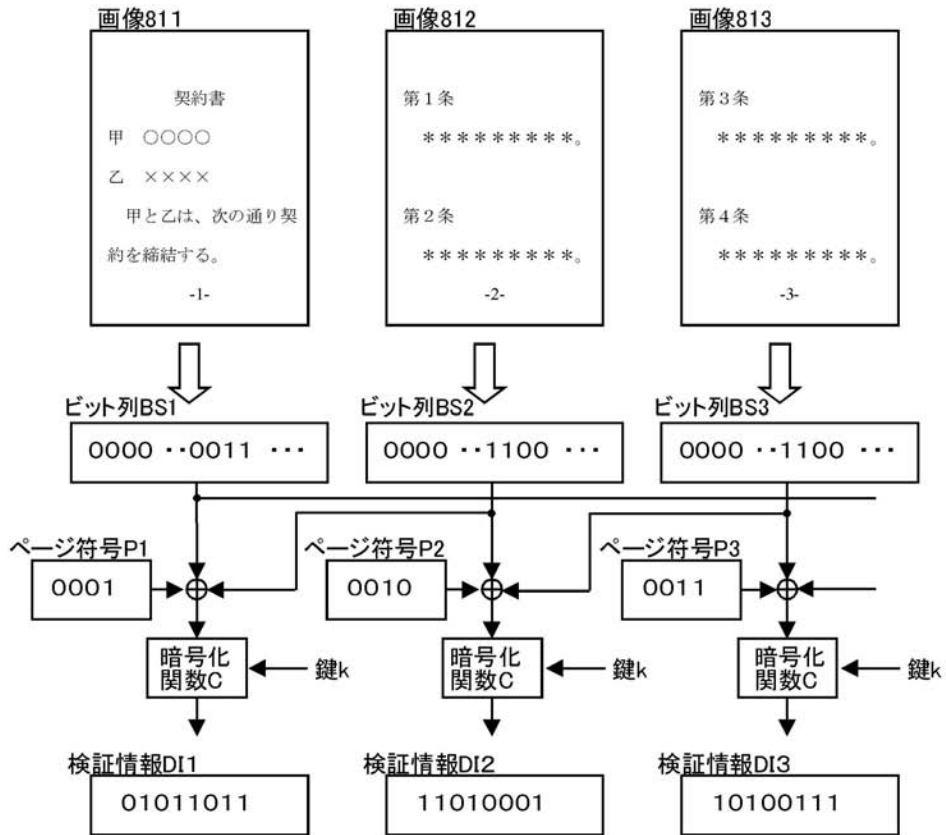 画像811
画像812
画像813
契約書
甲 ○○○○
乙 ××××
甲と乙は、次の通り契
約を締結する。
-1-
第1条
*********。
第2条
*********。
-2-
第3条
*********。
第4条
*********。
-3-
ビット列BS1
ビット列BS2
ビット列BS3
0000 ‥0011 …
0000 ‥1100 …
0000 ‥1100 …
ページ符号P1
ページ符号P2
ページ符号P3
0001
0010
0011
暗号化
関数C
鍵k
暗号化
関数C
鍵k
暗号化
関数C
鍵k
検証情報DI1
検証情報DI2
検証情報DI3
01011011
11010001
10100111